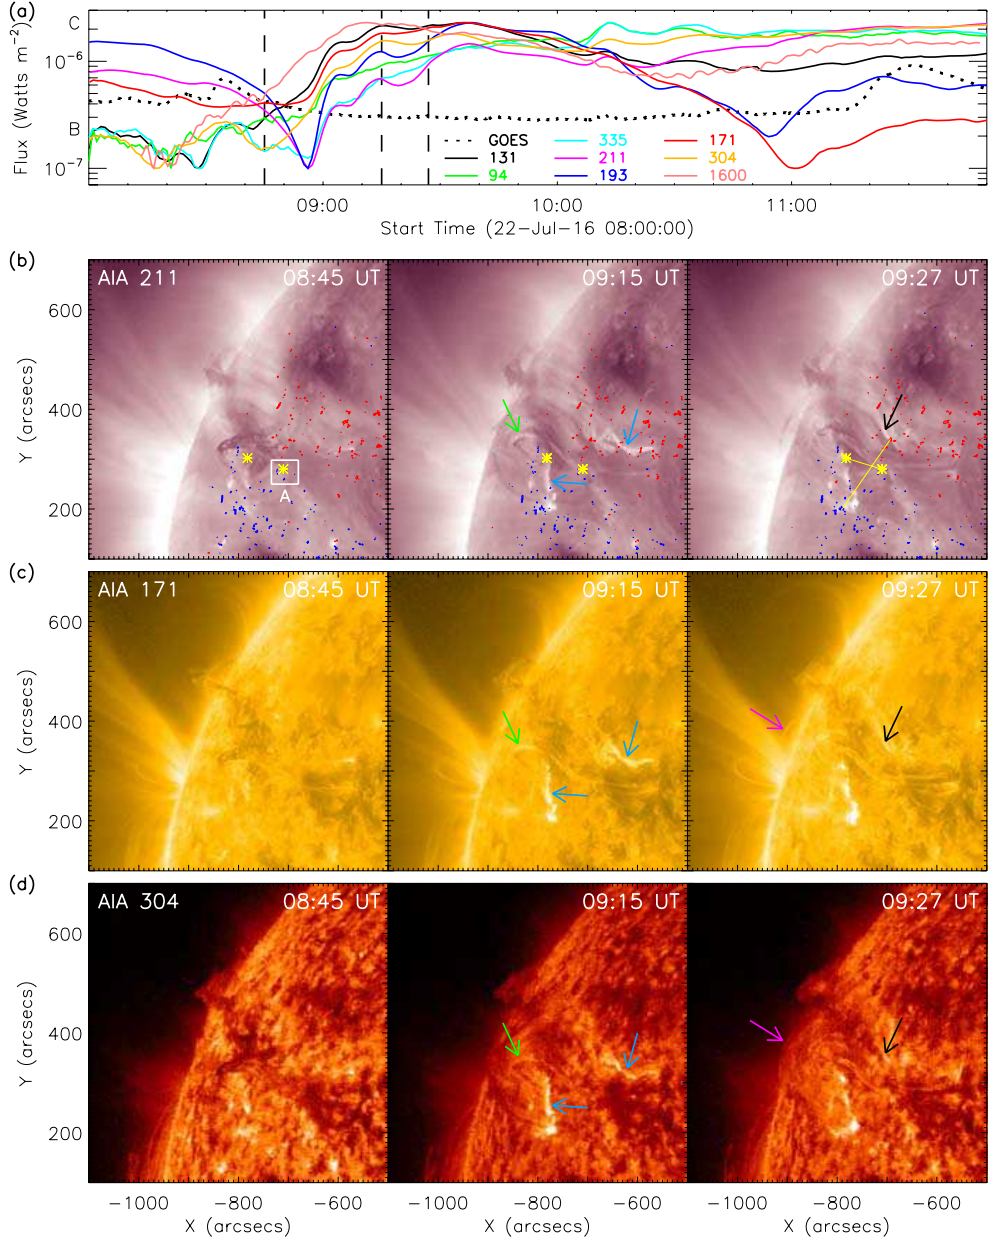 (a)
C
10⁻⁶
B
10⁻⁷
Flux (Watts m⁻²)
GOES 335 171
131 211 304
94 193 1600
09:00 10:00 11:00
Start Time (22-Jul-16 08:00:00)
(b)
AIA 211 08:45 UT 09:15 UT 09:27 UT
600
400
200
Y (arcsecs)
A
(c)
AIA 171 08:45 UT 09:15 UT 09:27 UT
600
400
200
Y (arcsecs)
(d)
AIA 304 08:45 UT 09:15 UT 09:27 UT
600
400
200
Y (arcsecs)
−1000 −800 −600 −1000 −800 −600 −1000 −800 −600
X (arcsecs) X (arcsecs) X (arcsecs)